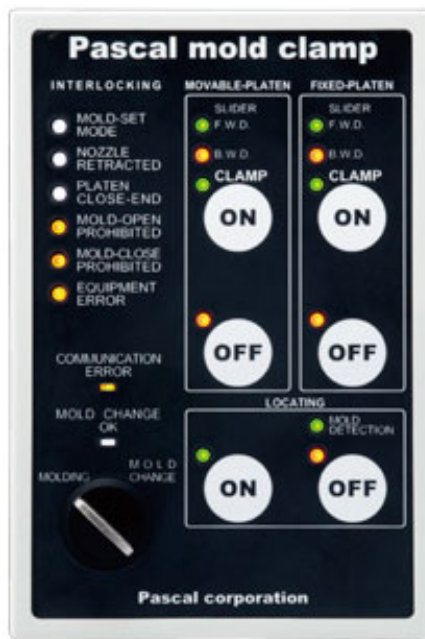 Pascal mold clamp
INTERLOCKING
MOLD-SET
MODE
NOZZLE
RETRACTED
PLATEN
CLOSE-END
MOLD-OPEN
PROHIBITED
MOLD-CLOSE
PROHIBITED
EQUIPMENT
ERROR
COMMUNICATION
ERROR
MOLD CHANGE
OK
MOLDING
MOLD
CHANGE
MOVABLE-PLATEN
SLIDER
F.W.D.
B.W.D.
CLAMP
ON
OFF
FIXED-PLATEN
SLIDER
F.W.D.
B.W.D.
CLAMP
ON
OFF
LOCATING
MOLD
DETECTION
ON
OFF
Pascal corporation